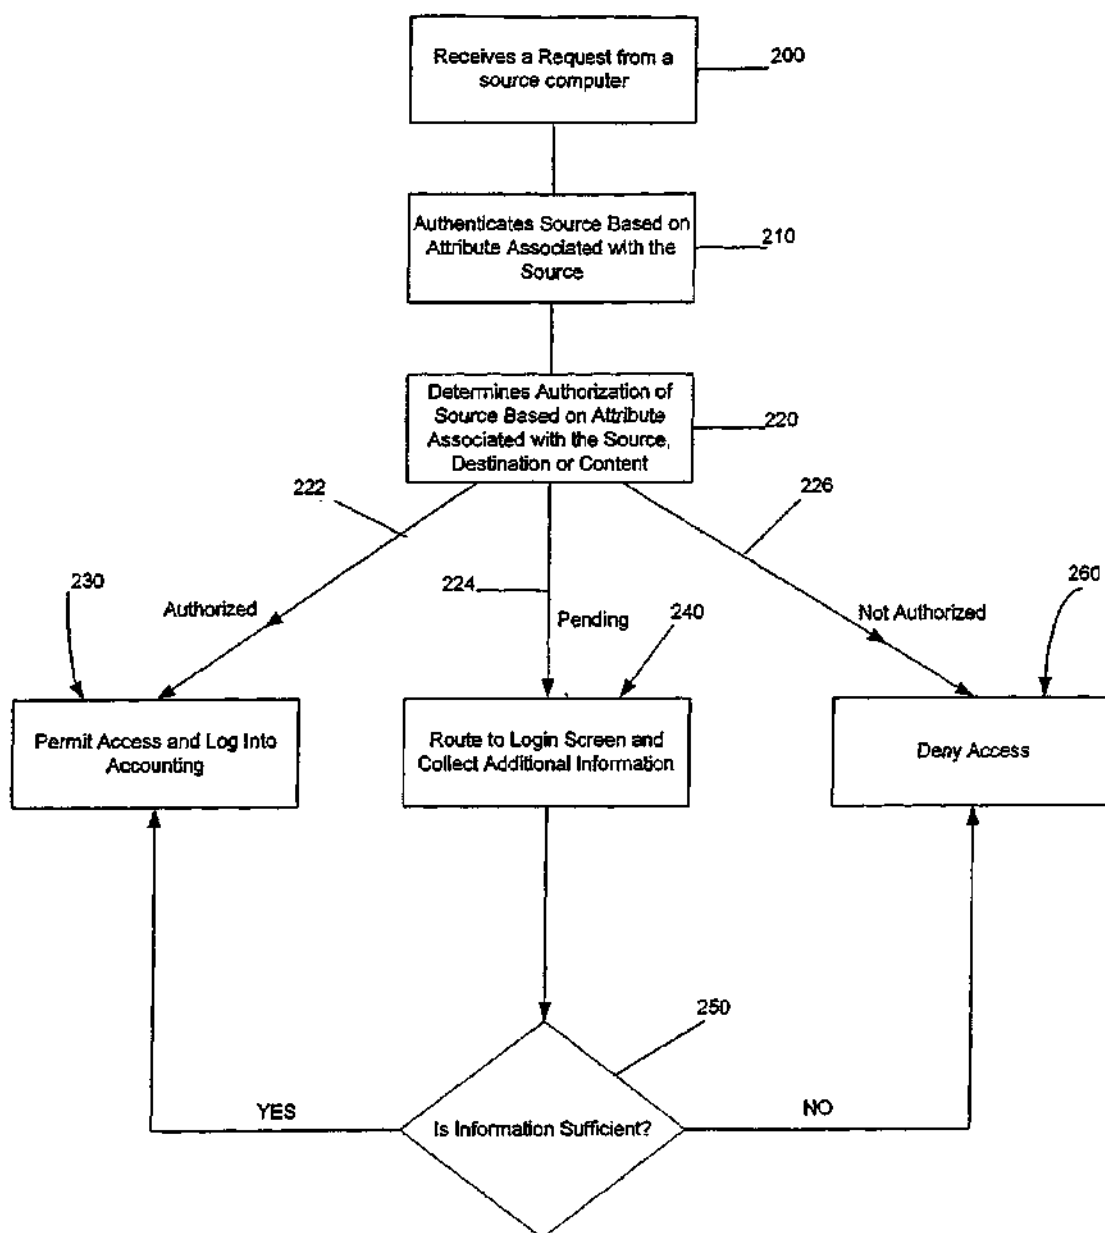 Receives a Request from a
source computer
200
Authenticates Source Based on
Attribute Associated with the
Source
210
Determines Authorization of
Source Based on Attribute
Associated with the Source,
Destination or Content
220
222
226
230
224
260
Authorized
Pending
240
Not Authorized
Permit Access and Log Into
Accounting
Route to Login Screen and
Collect Additional Information
Deny Access
250
YES
Is Information Sufficient?
NO